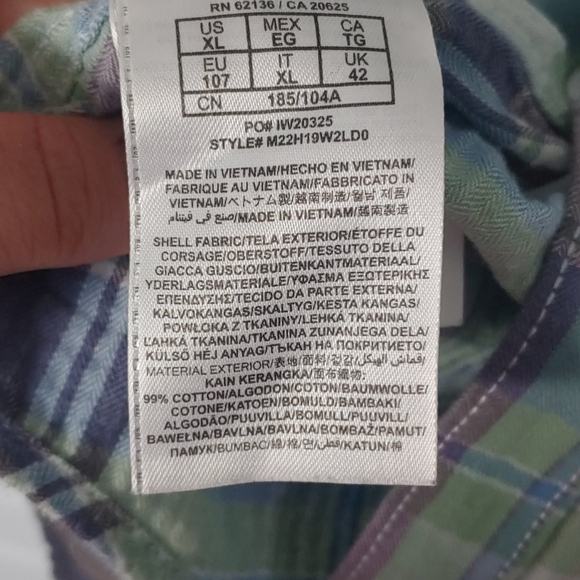 RN 62136 / CA 20625
US XL MEX EG CA TG
EU 107 IT XL UK 42
CN 185/104A
PO# IW20325
STYLE# M22H19W2LD0
MADE IN VIETNAM/HECHO EN VIETNAM/
FABRIQUE AU VIETNAM/FABBRICATO IN
VIETNAM/ベトナム製/越南製造/월남 제품/
صنع في فيتنام/MADE IN VIETNAM/越南製造
SHELL FABRIC/TELA EXTERIOR/ÉTOFFE DU
CORSAGE/OBERSTOFF/TESSUTO DELLA
GIACCA GUSCIO/BUITENKANTMATERIAAL/
YDERLAGSMATERIALE/ΥΦΑΣΜΑ ΕΞΩΤΕΡΙΚΗΣ
ΕΠΕΝΔΥΣΗΣ/TECIDO DA PARTE EXTERNA/
KALVOKANGAS/SKALTYG/KESTA KANGAS/
POWŁOKA Z TKANINY/LEHKÁ TKANINA/
ĽAHKÁ TKANINA/TKANINA ZUNANJEGA DELA/
KÜLSŐ HÉJ ANYAG/ТЪКАН НА ПОКРИТИЕТО/
MATERIAL EXTERIOR/表地/面料/겉감/قماش الهيكل/
KAIN KERANGKA/面布織物:
99% COTTON/ALGODON/COTON/BAUMWOLLE/
COTONE/KATOEN/BOMULD/ΒΑΜΒΑΚΙ/
ALGODÃO/PUUVILLA/BOMULL/PUUVILL/
BAWEŁNA/BAVLNA/BAVLNA/BOMBAŽ/PAMUT/
ПАМУК/BUMBAC/綿/棉/면/قطن/KATUN/棉